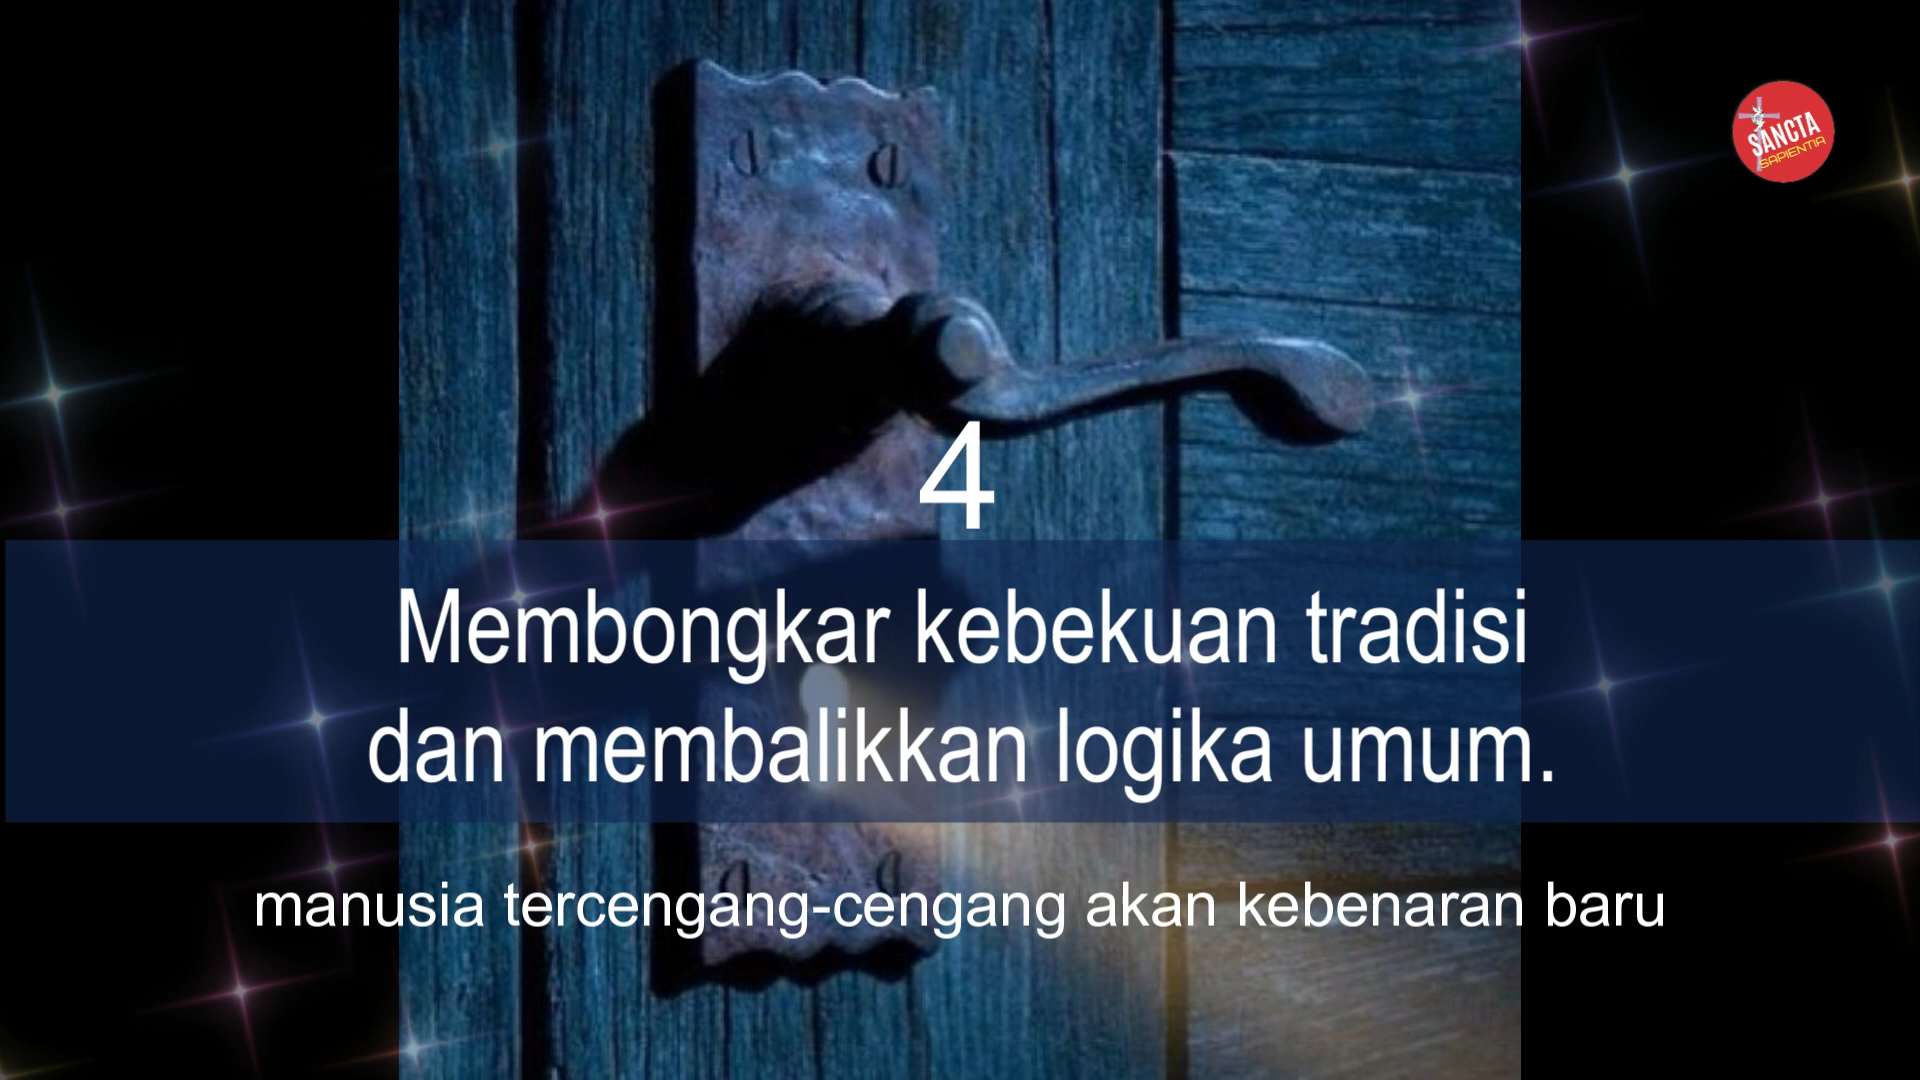 SANCTA
SAPIENTIA
4
Membongkar kebekuan tradisi
dan membalikkan logika umum.
manusia tercengang-cengang akan kebenaran baru